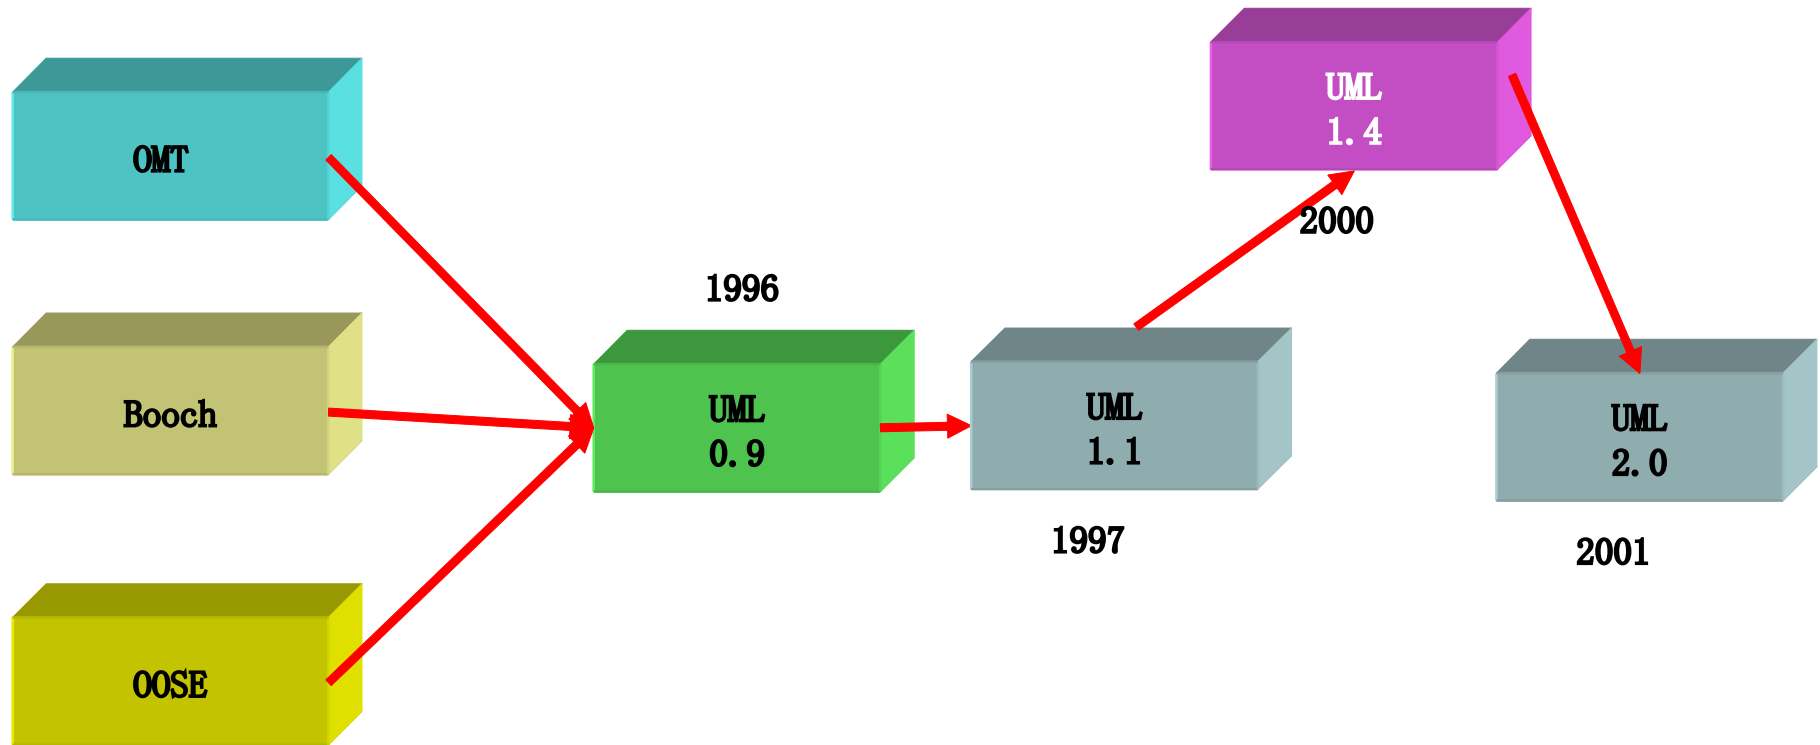 OMT
Booch
OOSE
1996
UML
0.9
UML
1.1
1997
UML
1.4
2000
UML
2.0
2001